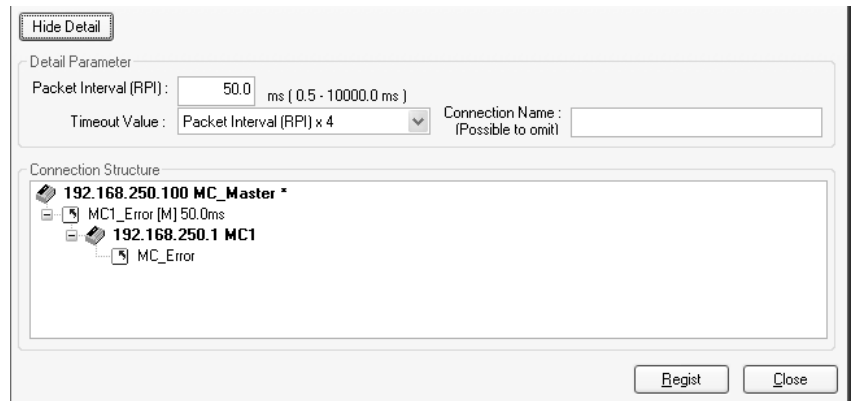 Hide Detail
Detail Parameter
Packet Interval (RPI) : 50.0 ms ( 0.5 - 10000.0 ms )
Timeout Value : Packet Interval (RPI) x 4 Connection Name :
(Possible to omit)
Connection Structure
192.168.250.100 MC_Master *
MC1_Error [M] 50.0ms
192.168.250.1 MC1
MC_Error
Regist Close